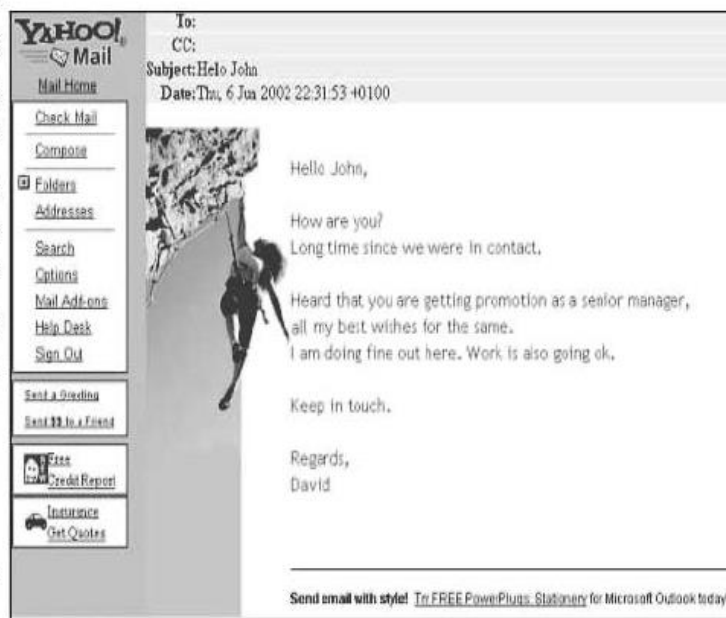 YAHOO!
Mail
Mail Home
Check Mail
Compose
Folders
Addresses
Search
Options
Mail Add-ons
Help Desk
Sign Out
Send a Greeting
Send $$ to a Friend
Free
Credit Report
Insurance
Get Quotes
To:
CC:
Subject:Helo John
Date:Thu, 6 Jun 2002 22:31:53 +0100
Hello John,
How are you?
Long time since we were in contact.
Heard that you are getting promotion as a senior manager,
all my best wishes for the same.
I am doing fine out here. Work is also going ok.
Keep in touch.
Regards,
David
Send email with style! Try FREE PowerPlugs: Stationery for Microsoft Outlook today